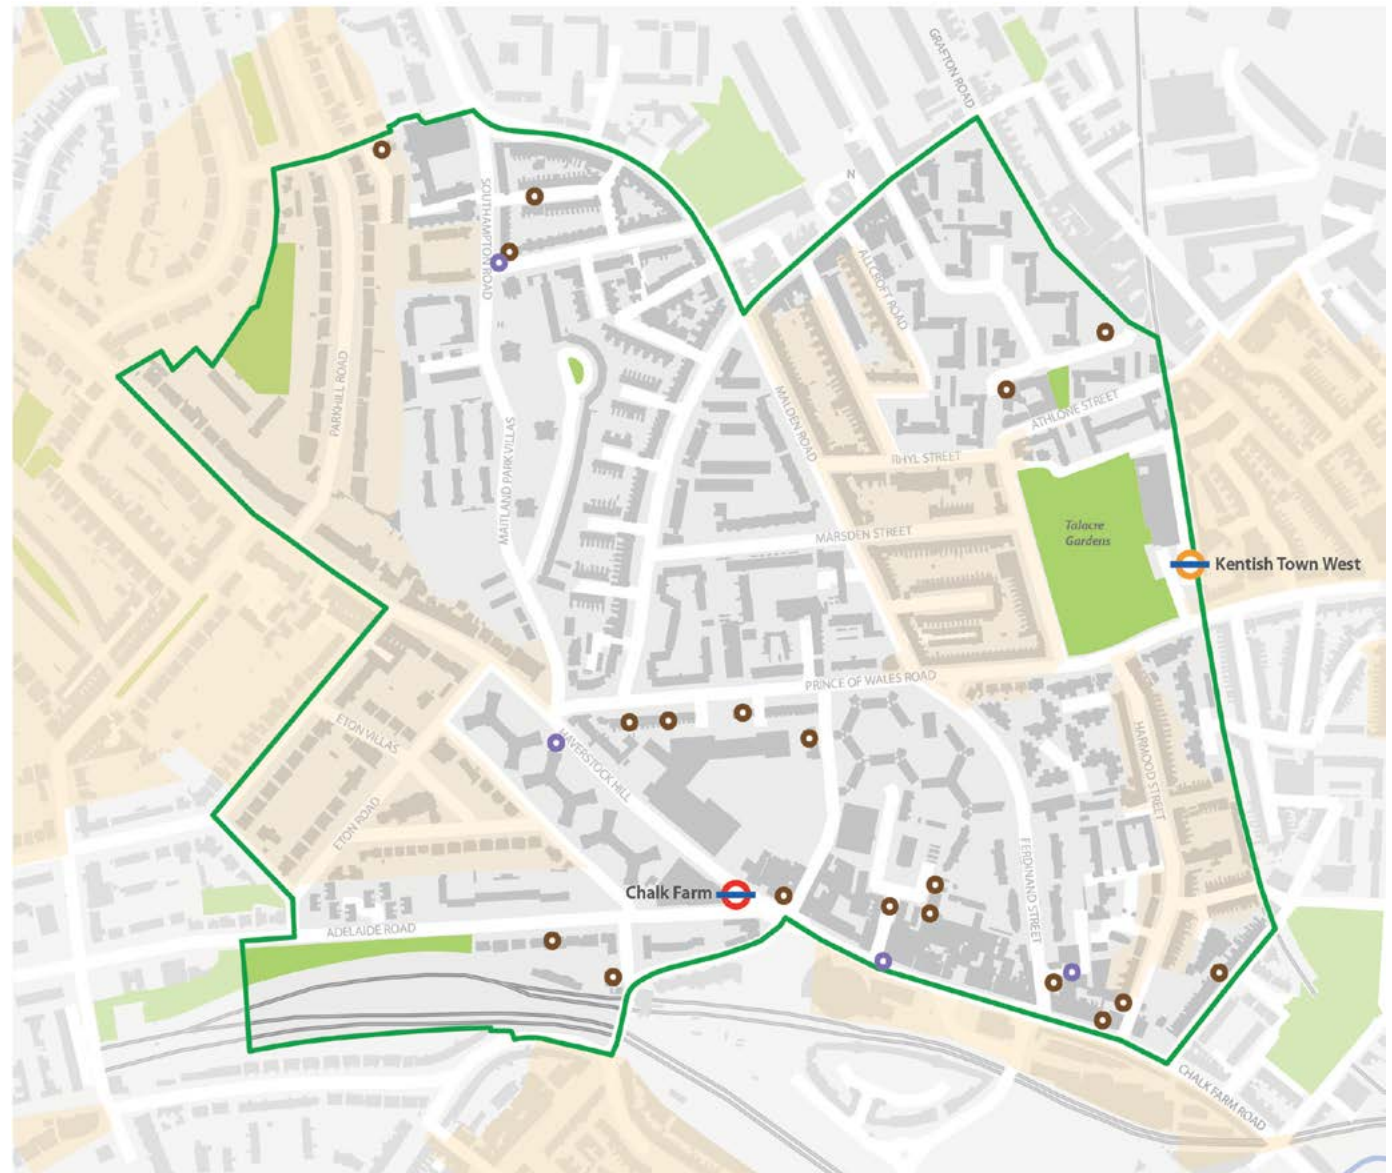 GRAFTON ROAD
N
SOUTHAMPTON ROAD
ALLCROFT ROAD
PARKHILL ROAD
MALDEN ROAD
ATHLONE STREET
RHYL STREET
MAITLAND PARK VILLAS
Talacre
Gardens
MARSDEN STREET
Kentish Town West
PRINCE OF WALES ROAD
ETON VILLAS
HAVERSTOCK HILL
HARMOOD STREET
ETON ROAD
FERDINAND STREET
Chalk Farm
ADELAIDE ROAD
CHALK FARM ROAD